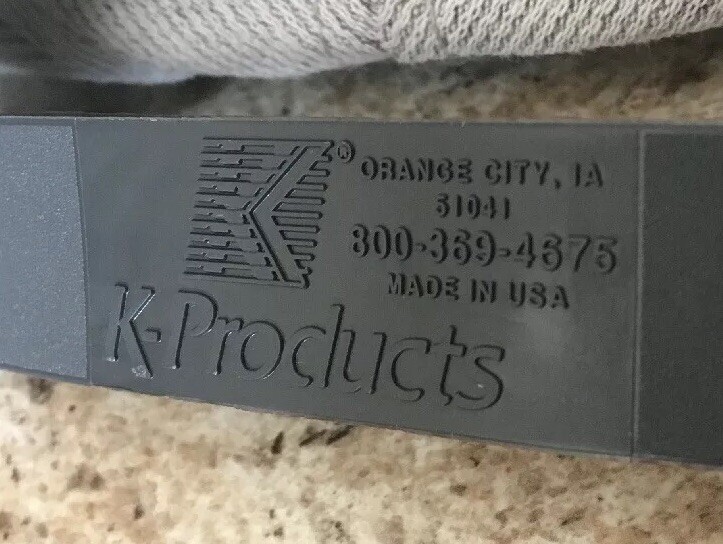 ®
ORANGE CITY, IA
51041
800-369-4675
MADE IN USA
K-Products